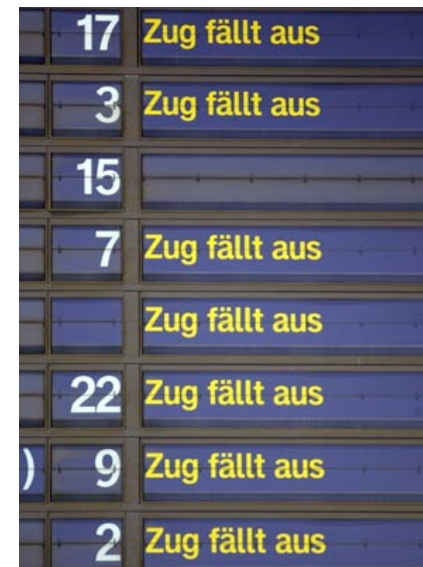 17 Zug fällt aus
3 Zug fällt aus
15
7 Zug fällt aus
Zug fällt aus
22 Zug fällt aus
) 9 Zug fällt aus
2 Zug fällt aus